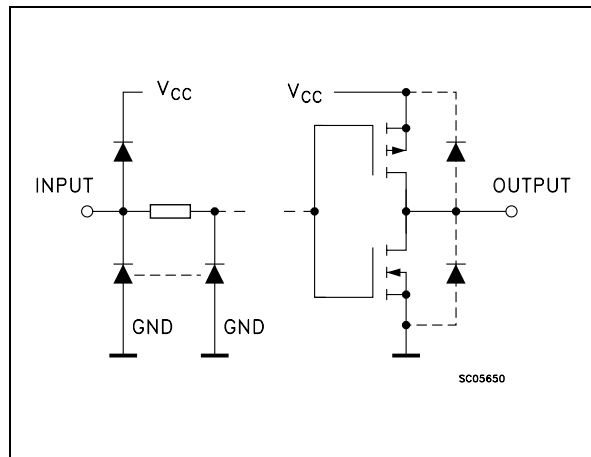 VCC
VCC
INPUT
OUTPUT
GND
GND
SC05650